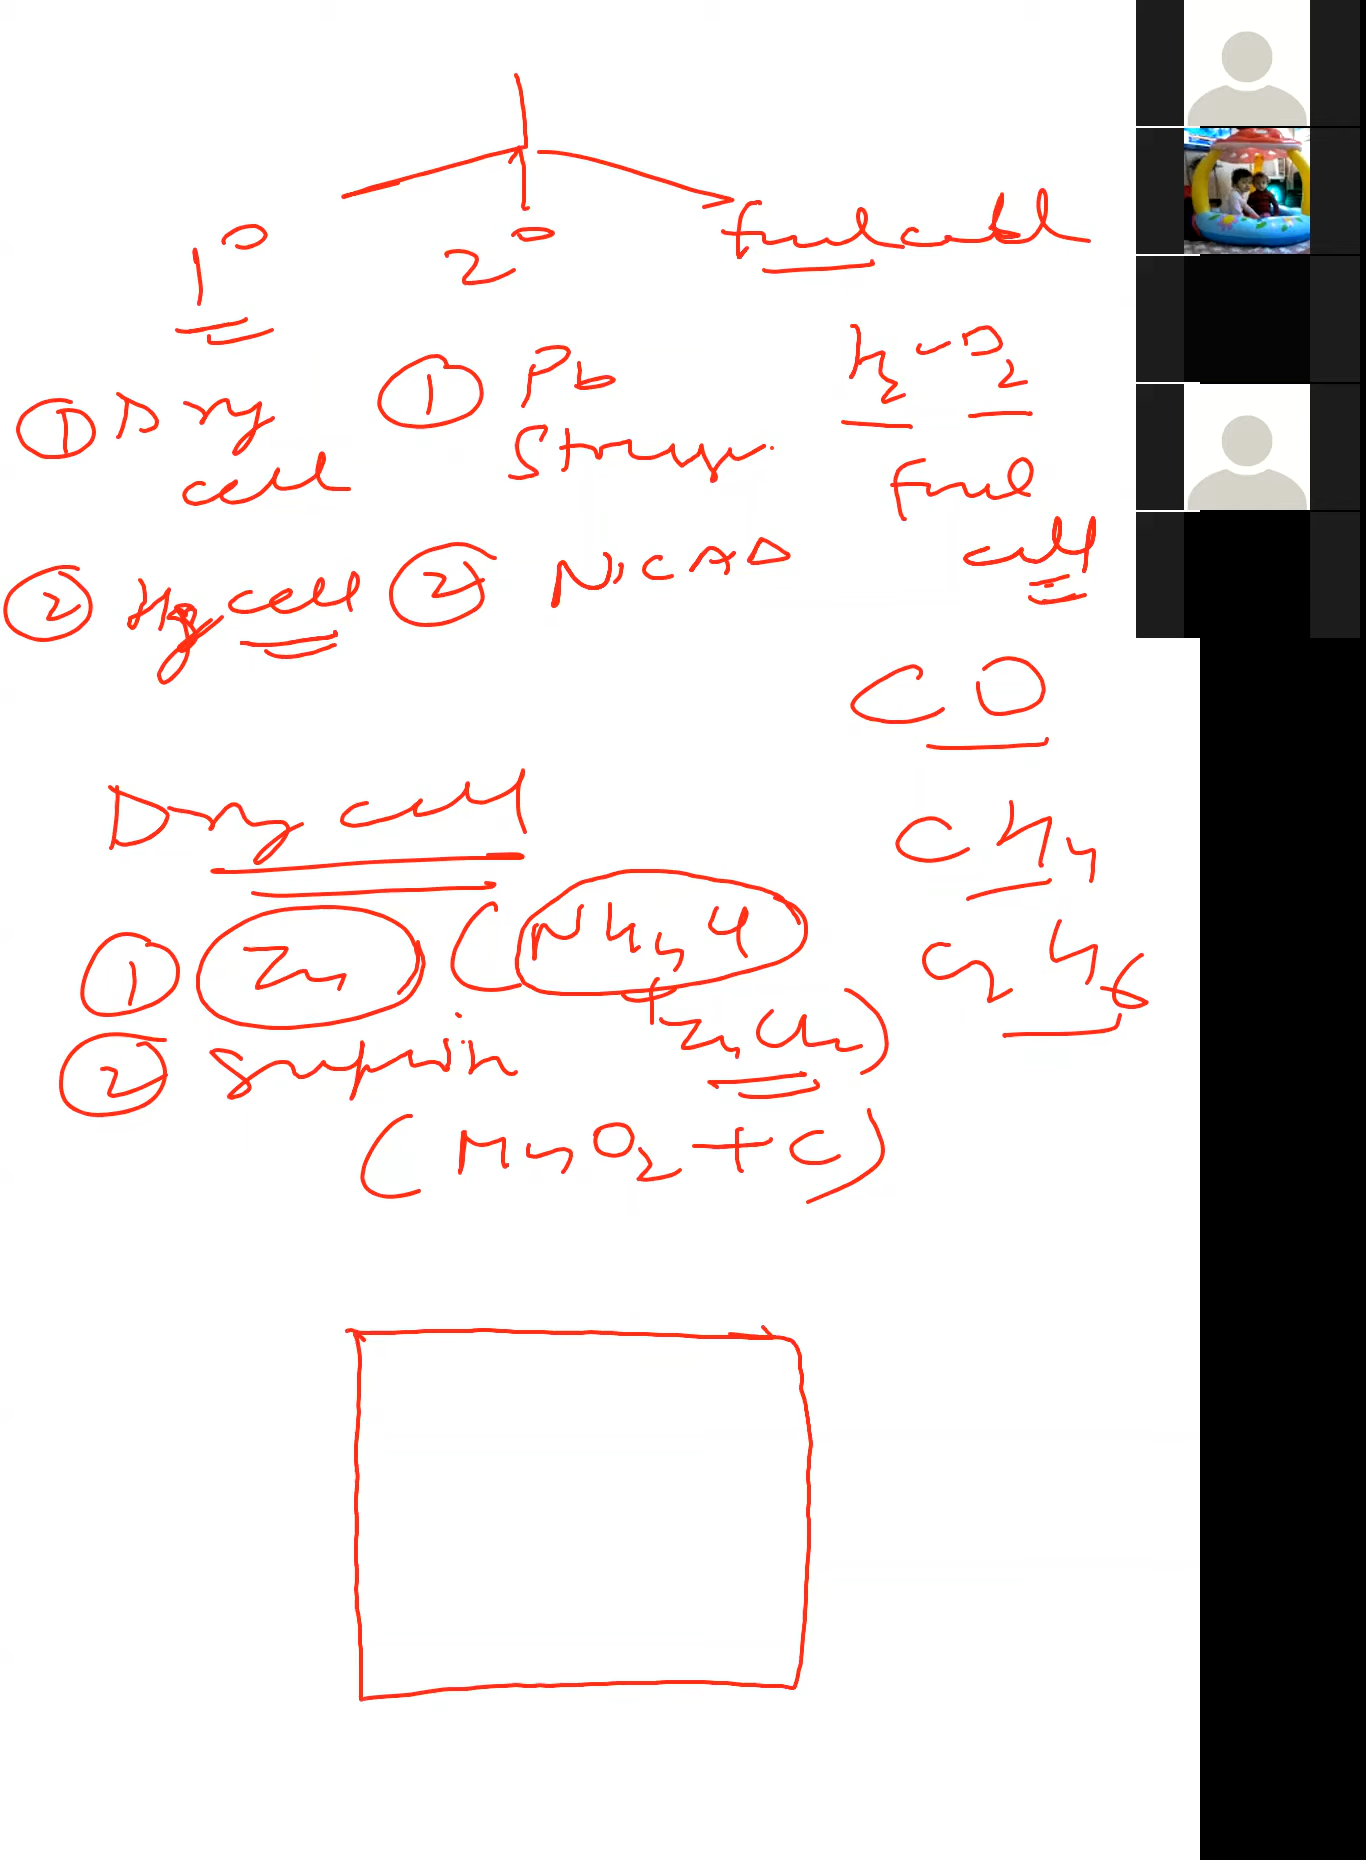 1° 2° fuel cell
① Dry cell
② Hg cell
① Pb Storage
② NiCAD
H2 - O2
fuel
cell
CO
CH4
C2H6
Dry cell
① Zn (NH4Cl
+ ZnCl2)
② Graphite
(MnO2 + C)